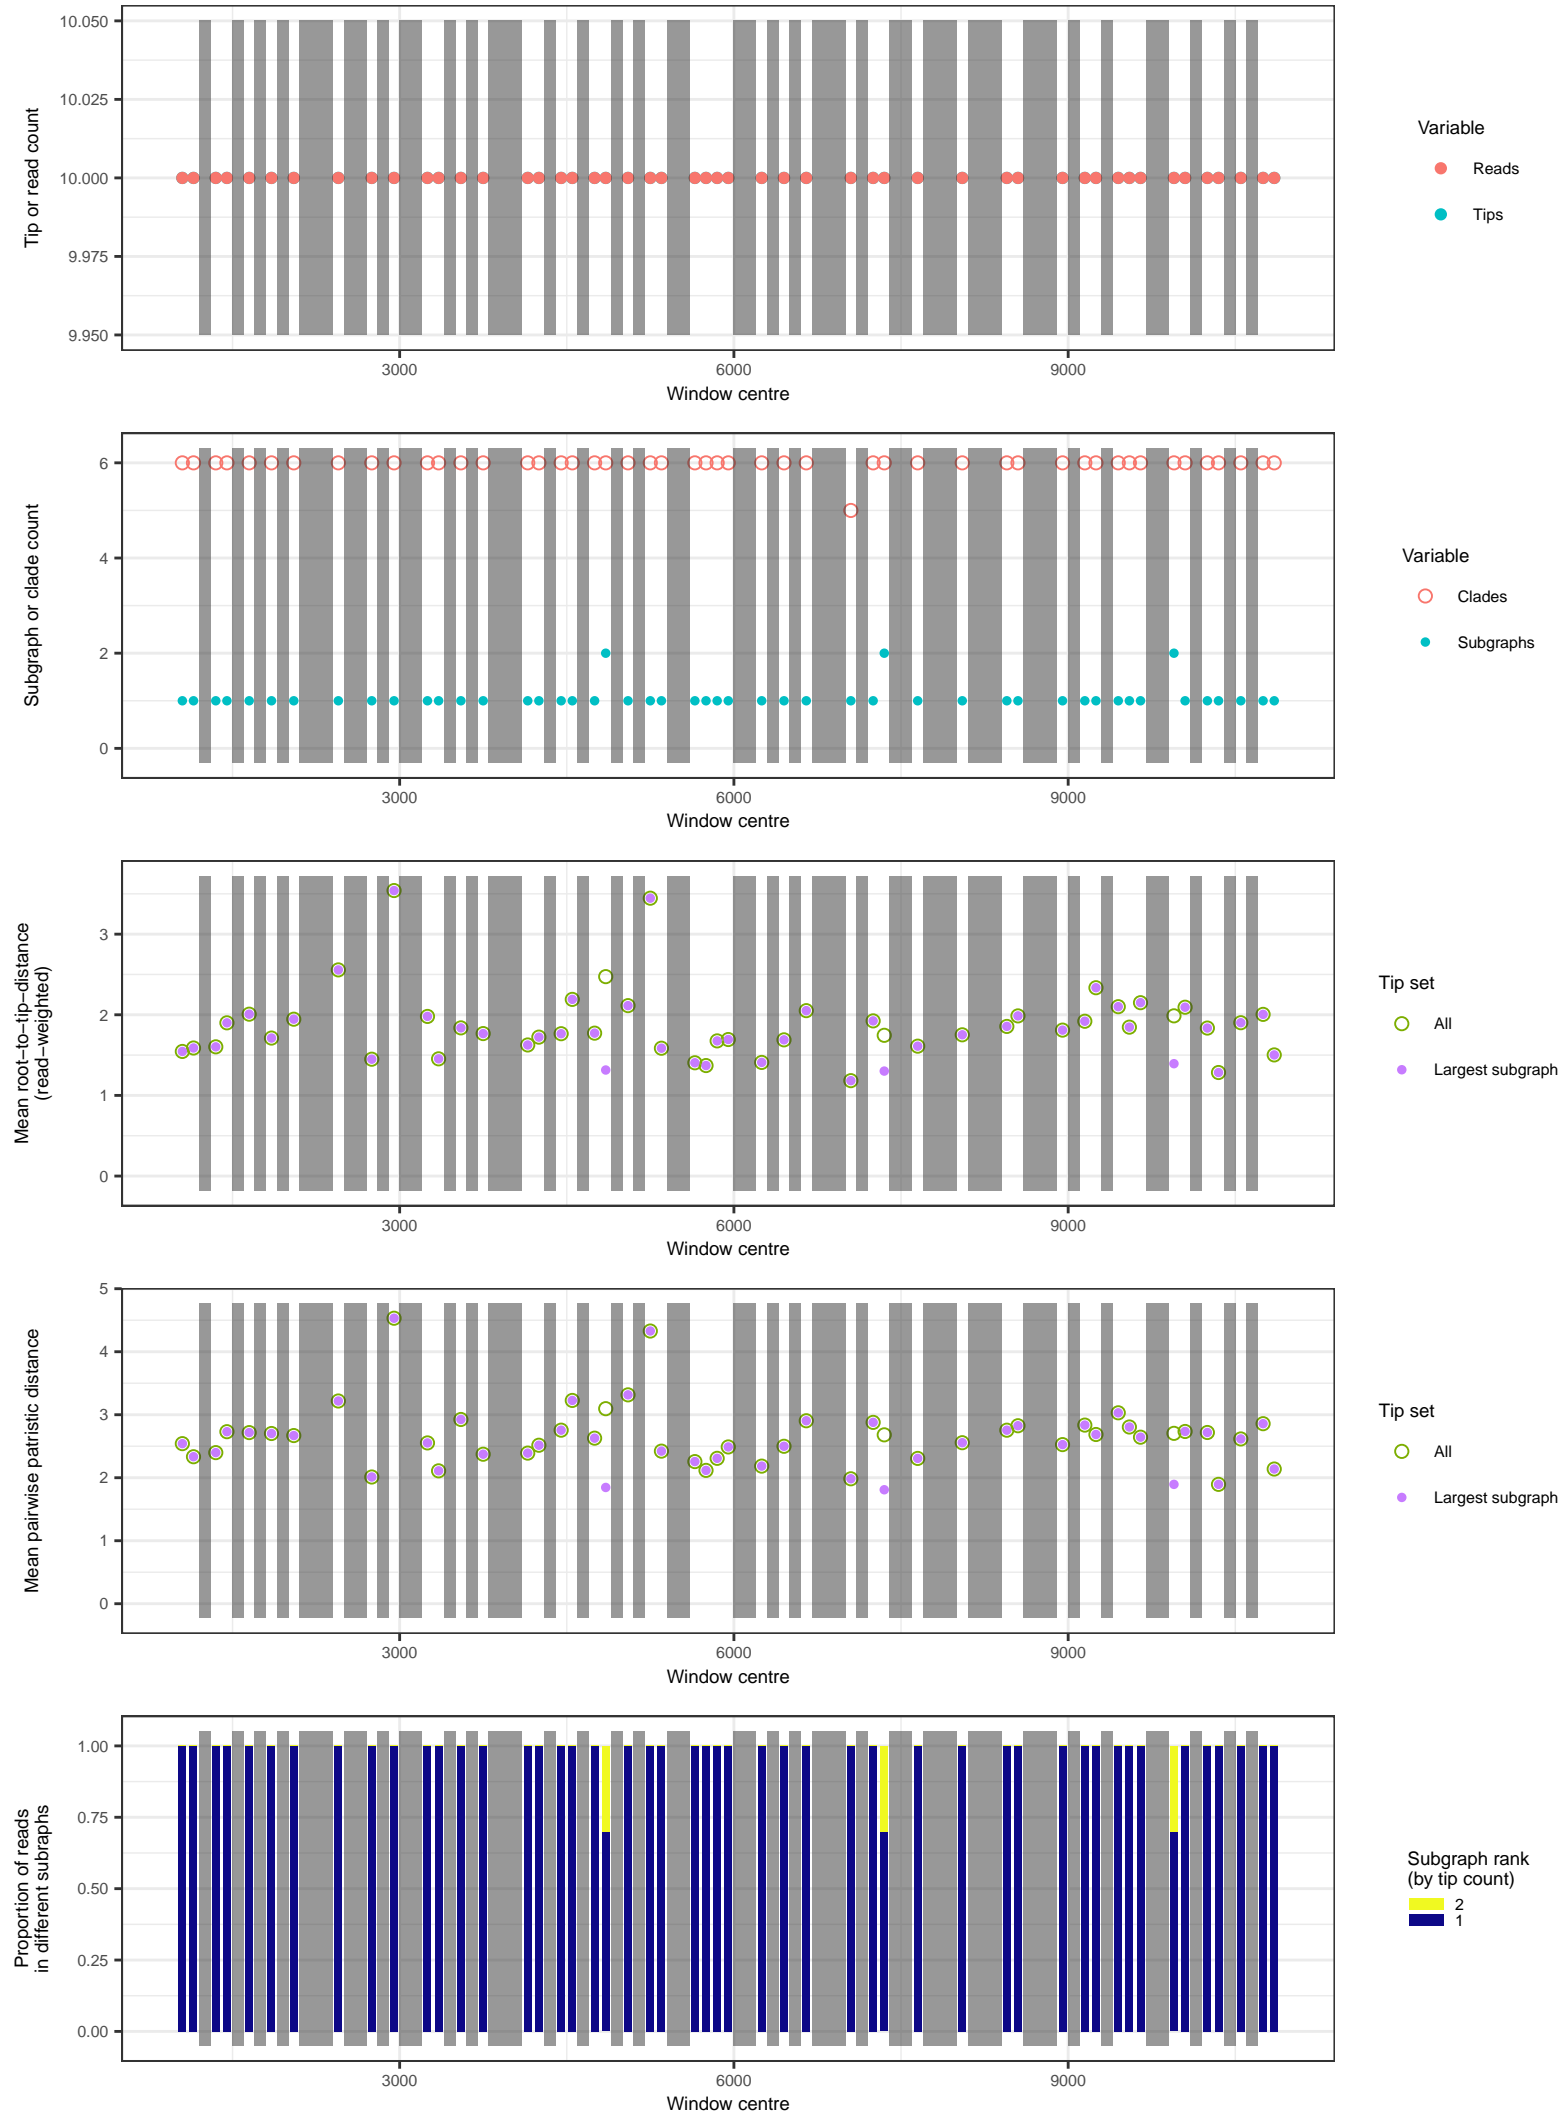 10.050
10.025
10.000
9.975
9.950
Tip or read count
3000
6000
9000
Window centre
Variable
Reads
Tips
6
4
2
0
Subgraph or clade count
3000
6000
9000
Window centre
Variable
Clades
Subgraphs
3
2
1
0
Mean root−to−tip−distance
(read−weighted)
3000
6000
9000
Window centre
Tip set
All
Largest subgraph
5
4
3
2
1
0
Mean pairwise patristic distance
3000
6000
9000
Window centre
Tip set
All
Largest subgraph
1.00
0.75
0.50
0.25
0.00
Proportion of reads
in different subraphs
3000
6000
9000
Window centre
Subgraph rank
(by tip count)
2
1